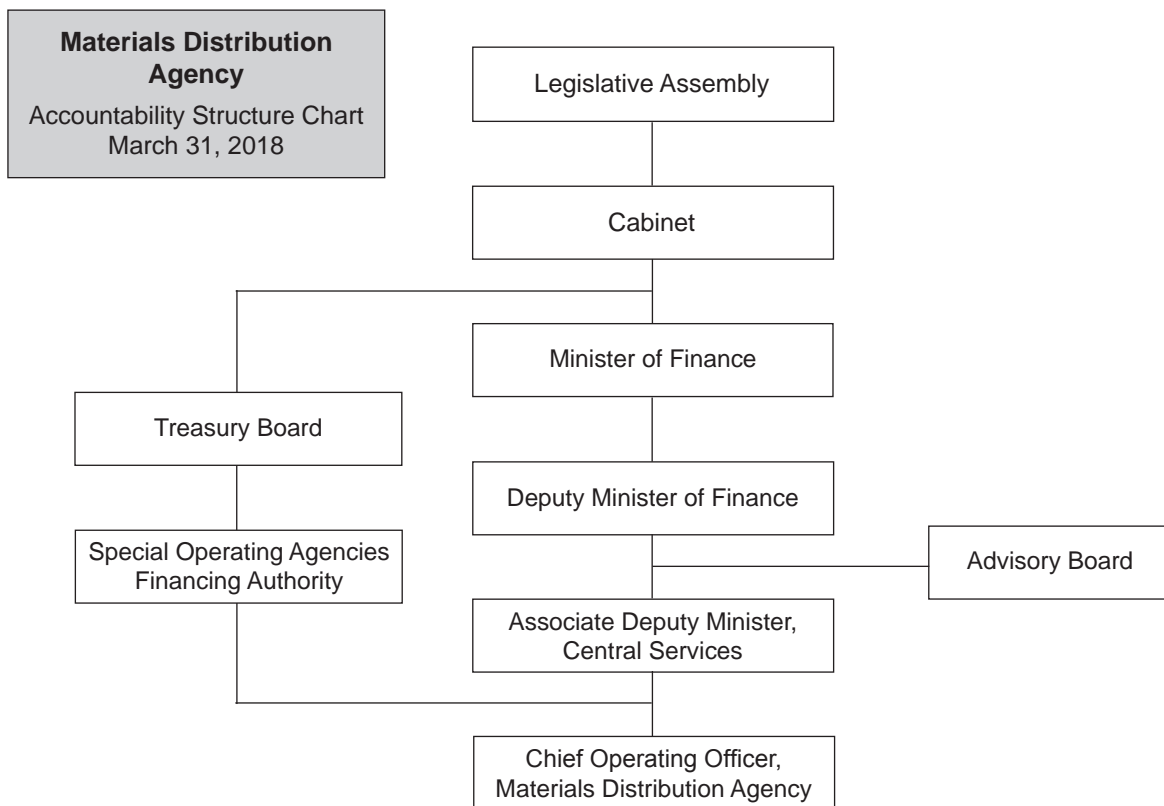 Materials Distribution
Agency
Accountability Structure Chart
March 31, 2018
Legislative Assembly
Cabinet
Minister of Finance
Treasury Board
Deputy Minister of Finance
Special Operating Agencies
Financing Authority
Advisory Board
Associate Deputy Minister,
Central Services
Chief Operating Officer,
Materials Distribution Agency